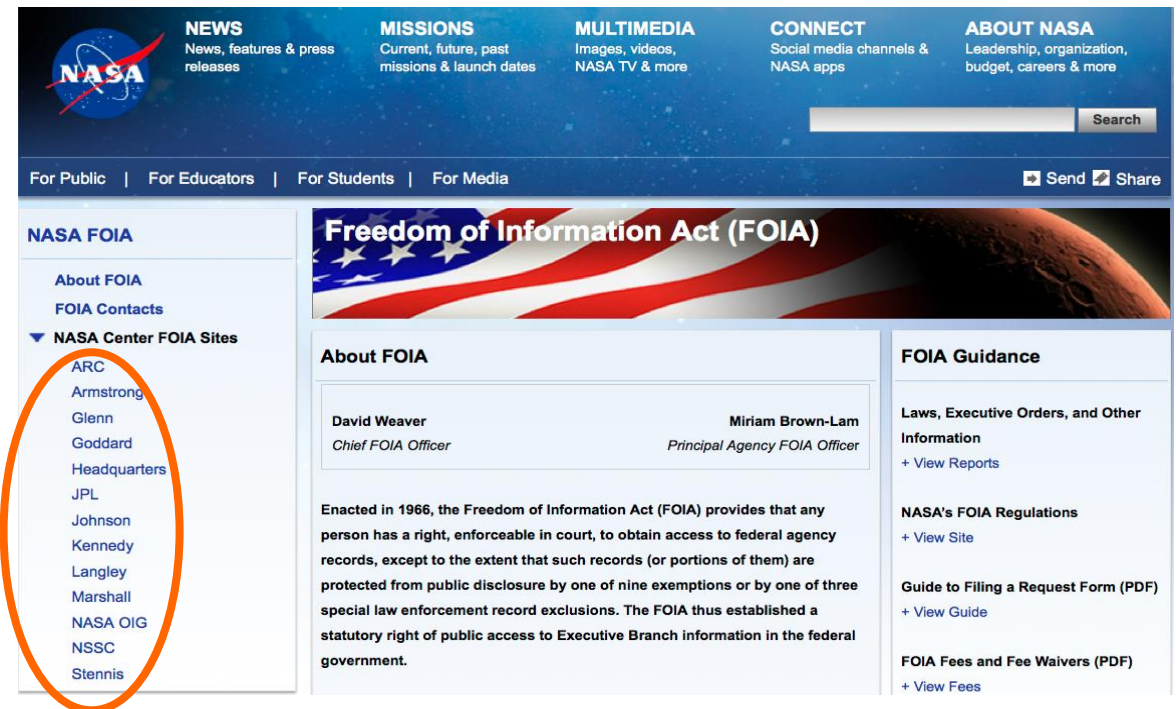 NASA
NEWS
News, features & press
releases
MISSIONS
Current, future, past
missions & launch dates
MULTIMEDIA
Images, videos,
NASA TV & more
CONNECT
Social media channels &
NASA apps
ABOUT NASA
Leadership, organization,
budget, careers & more
Search
For Public | For Educators | For Students | For Media
Send Share
NASA FOIA
About FOIA
FOIA Contacts
NASA Center FOIA Sites
ARC
Armstrong
Glenn
Goddard
Headquarters
JPL
Johnson
Kennedy
Langley
Marshall
NASA OIG
NSSC
Stennis
Freedom of Information Act (FOIA)
About FOIA
David Weaver
Chief FOIA Officer
Miriam Brown-Lam
Principal Agency FOIA Officer
Enacted in 1966, the Freedom of Information Act (FOIA) provides that any
person has a right, enforceable in court, to obtain access to federal agency
records, except to the extent that such records (or portions of them) are
protected from public disclosure by one of nine exemptions or by one of three
special law enforcement record exclusions. The FOIA thus established a
statutory right of public access to Executive Branch information in the federal
government.
FOIA Guidance
Laws, Executive Orders, and Other
Information
+ View Reports
NASA's FOIA Regulations
+ View Site
Guide to Filing a Request Form (PDF)
+ View Guide
FOIA Fees and Fee Waivers (PDF)
+ View Fees